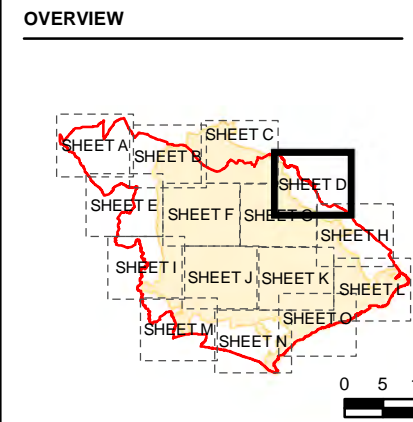 OVERVIEW
SHEET C
SHEET A
SHEET B
SHEET D
SHEET E
SHEET F
SHEET G
SHEET H
SHEET I
SHEET J
SHEET K
SHEET L
SHEET M
SHEET N
SHEET O
0 5